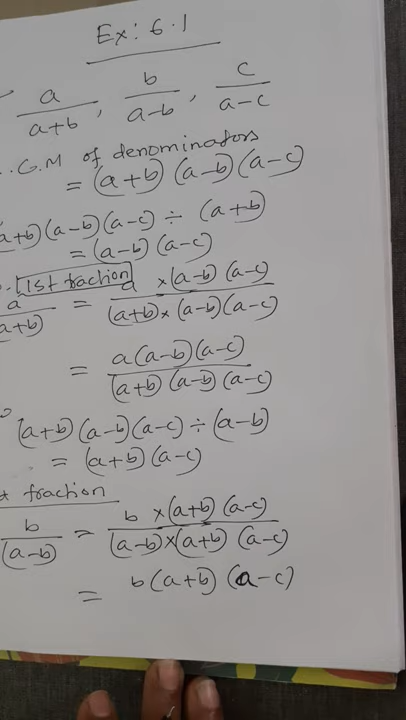 Ex: 6.1
a/(a+b), b/(a-b), c/(a-c)
.C.M of denominators
= (a+b) (a-b) (a-c)
a+b) (a-b) (a-c) ÷ (a+b)
= (a-b) (a-c)
1st fraction
a/(a+b) = a × (a-b) (a-c) / (a+b) × (a-b) (a-c)
= a (a-b) (a-c) / (a+b) (a-b) (a-c)
(a+b) (a-b) (a-c) ÷ (a-b)
= (a+b) (a-c)
fraction
b/(a-b) = b × (a+b) (a-c) / (a-b) × (a+b) (a-c)
= b (a+b) (a-c)